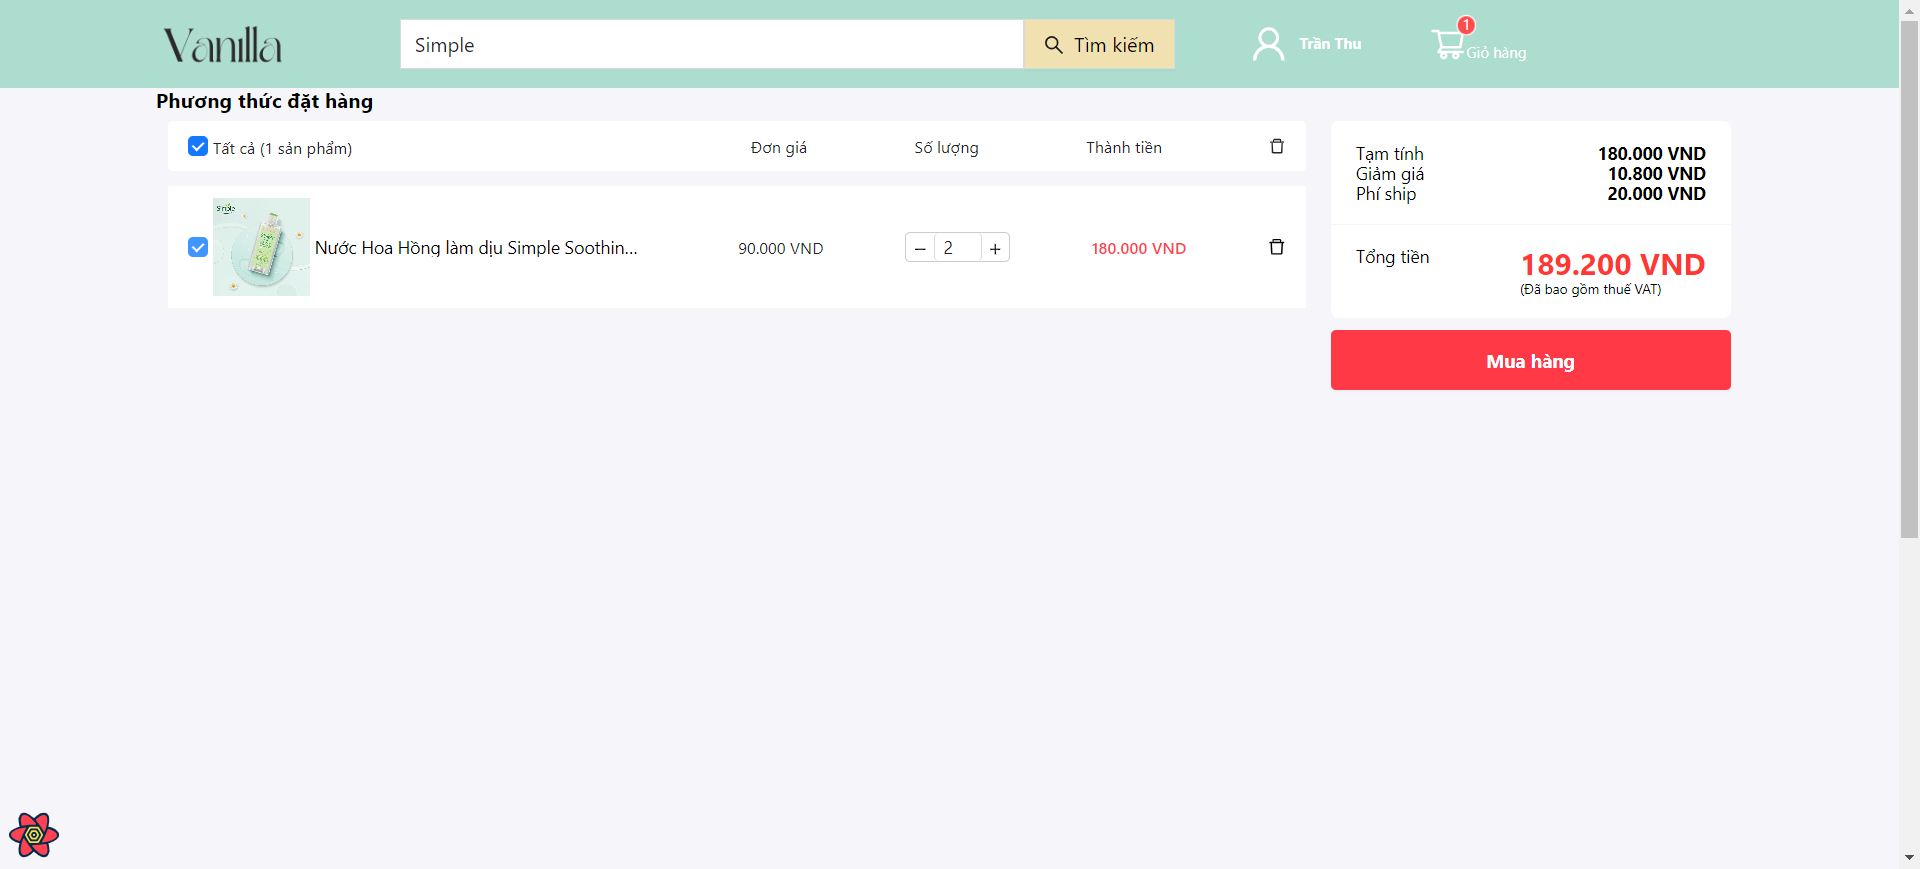 Vanilla
Simple
Tìm kiếm
Trần Thu
1
Giỏ hàng
Phương thức đặt hàng
Tất cả (1 sản phẩm) Đơn giá Số lượng Thành tiền
Simple
Nước Hoa Hồng làm dịu Simple Soothin... 90.000 VND 2 180.000 VND
Tạm tính 180.000 VND
Giảm giá 10.800 VND
Phí ship 20.000 VND
Tổng tiền 189.200 VND
(Đã bao gồm thuế VAT)
Mua hàng